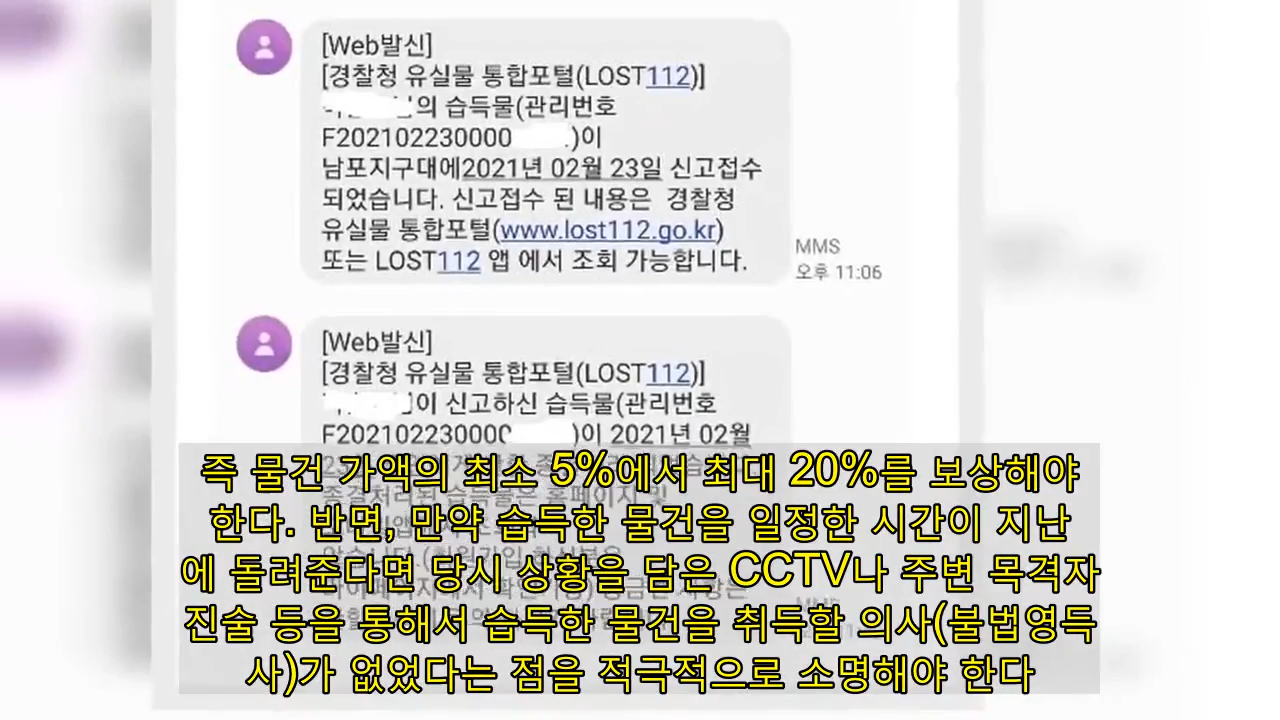 [Web발신]
[경찰청 유실물 통합포털(LOST112)]
의 습득물(관리번호
F202102230000 )이
남포지구대에2021년 02월 23일 신고접수
되었습니다. 신고접수 된 내용은 경찰청
유실물 통합포털(www.lost112.go.kr)
또는 LOST112 앱 에서 조회 가능합니다.
MMS
오후 11:06
[Web발신]
[경찰청 유실물 통합포털(LOST112)]
이 신고하신 습득물(관리번호
F202102230000 )이 2021년 02월
즉 물건 가액의 최소 5%에서 최대 20%를 보상해야
한다. 반면, 만약 습득한 물건을 일정한 시간이 지난
에 돌려준다면 당시 상황을 담은 CCTV나 주변 목격자
진술 등을 통해서 습득한 물건을 취득할 의사(불법영득
사)가 없었다는 점을 적극적으로 소명해야 한다